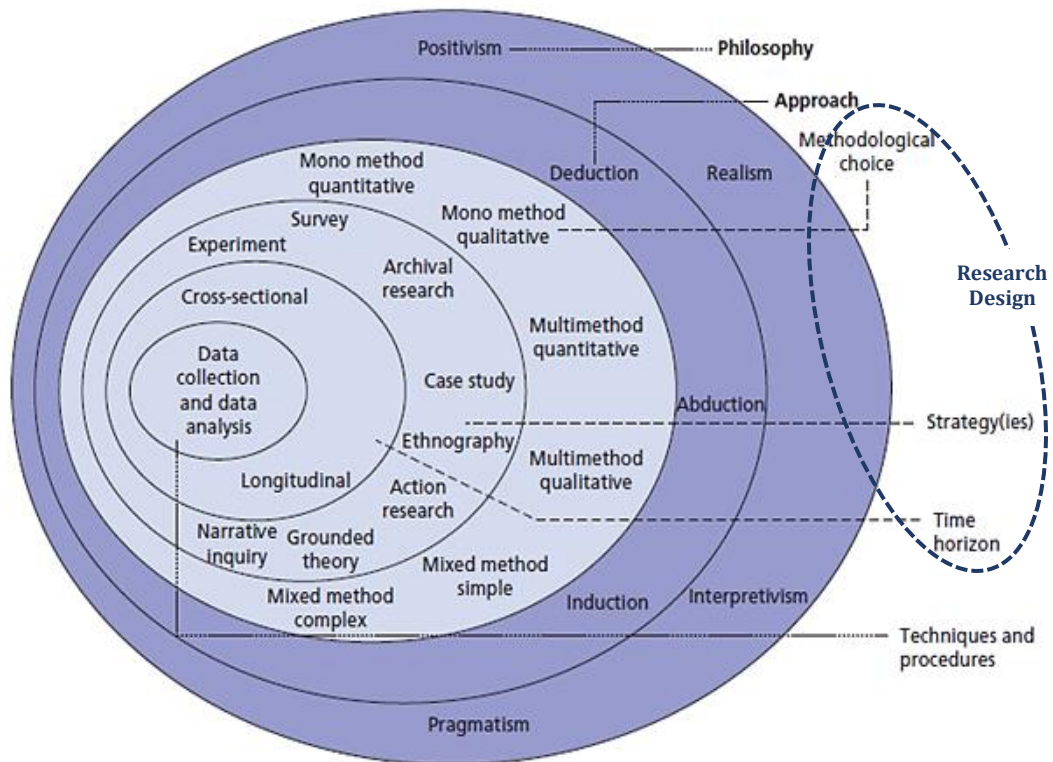 Positivism
Philosophy
Approach
Methodological
choice
Mono method
quantitative
Deduction
Realism
Mono method
qualitative
Survey
Experiment
Archival
research
Research
Design
Cross-sectional
Multimethod
quantitative
Data
collection
and data
analysis
Case study
Abduction
Strategy(ies)
Ethnography
Multimethod
qualitative
Longitudinal
Action
research
Time
horizon
Narrative
inquiry
Grounded
theory
Mixed method
simple
Mixed method
complex
Induction
Interpretivism
Techniques and
procedures
Pragmatism